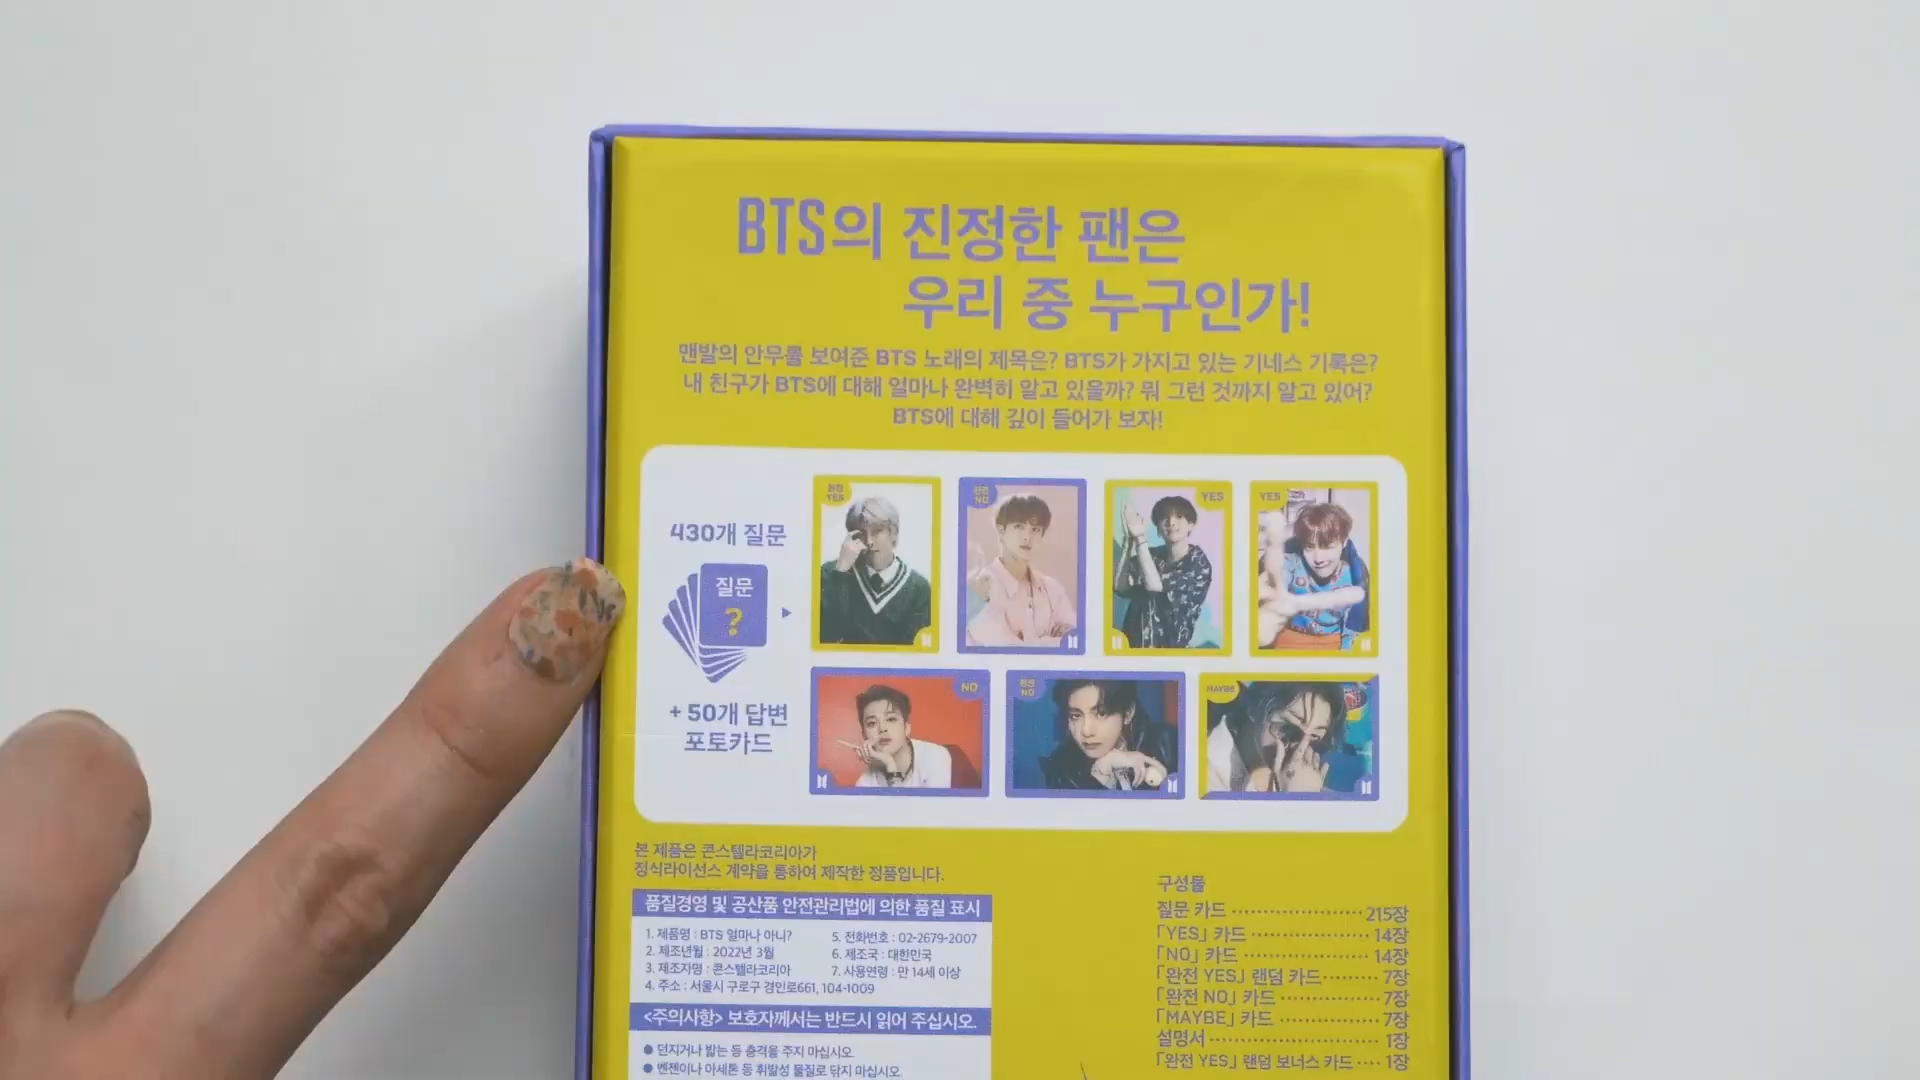 BTS의 진정한 팬은
우리 중 누구인가!
맨발의 안무를 보여준 BTS 노래의 제목은? BTS가 가지고 있는 기네스 기록은?
내 친구가 BTS에 대해 얼마나 완벽히 알고 있을까? 뭐 그런 것까지 알고 있어?
BTS에 대해 깊이 들어가 보자!
430개 질문
질문
?
+ 50개 답변
포토카드
완전
YES
완전
NO
YES
YES
NO
완전
NO
MAYBE
본 제품은 콘스텔라코리아가
정식라이선스 계약을 통하여 제작한 정품입니다.
품질경영 및 공산품 안전관리법에 의한 품질 표시
1. 제품명 : BTS 얼마나 아니?
2. 제조년월 : 2022년 3월
3. 제조자명 : 콘스텔라코리아
4. 주소 : 서울시 구로구 경인로661, 104-1009
5. 전화번호 : 02-2679-2007
6. 제조국 : 대한민국
7. 사용연령 : 만 14세 이상
<주의사항> 보호자께서는 반드시 읽어 주십시오.
● 던지거나 밟는 등 충격을 주지 마십시오
● 벤젠이나 아세톤 등 휘발성 물질로 닦지 마십시오.
구성물
질문 카드 ························ 215장
「YES」 카드 ························ 14장
「NO」 카드 ························ 14장
「완전 YES」 랜덤 카드 ········ 7장
「완전 NO」 카드 ················ 7장
「MAYBE」 카드 ················ 7장
설명서 ···························· 1장
「완전 YES」 랜덤 보너스 카드 ···· 1장